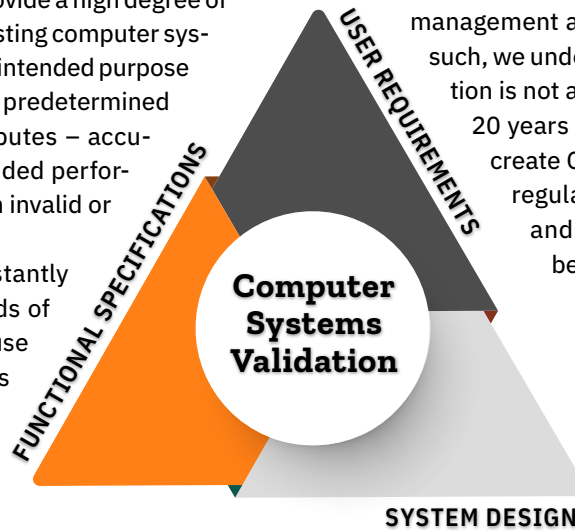 ovide a high degree of
sting computer sys-
intended purpose
predetermined
butes – accu-
ded perfor-
invalid or
stantly
ds of
use
s
management a
such, we unde
tion is not a
20 years
create C
regula
and
be
USER REQUIREMENTS
FUNCTIONAL SPECIFICATIONS
Computer
Systems
Validation
SYSTEM DESIGN